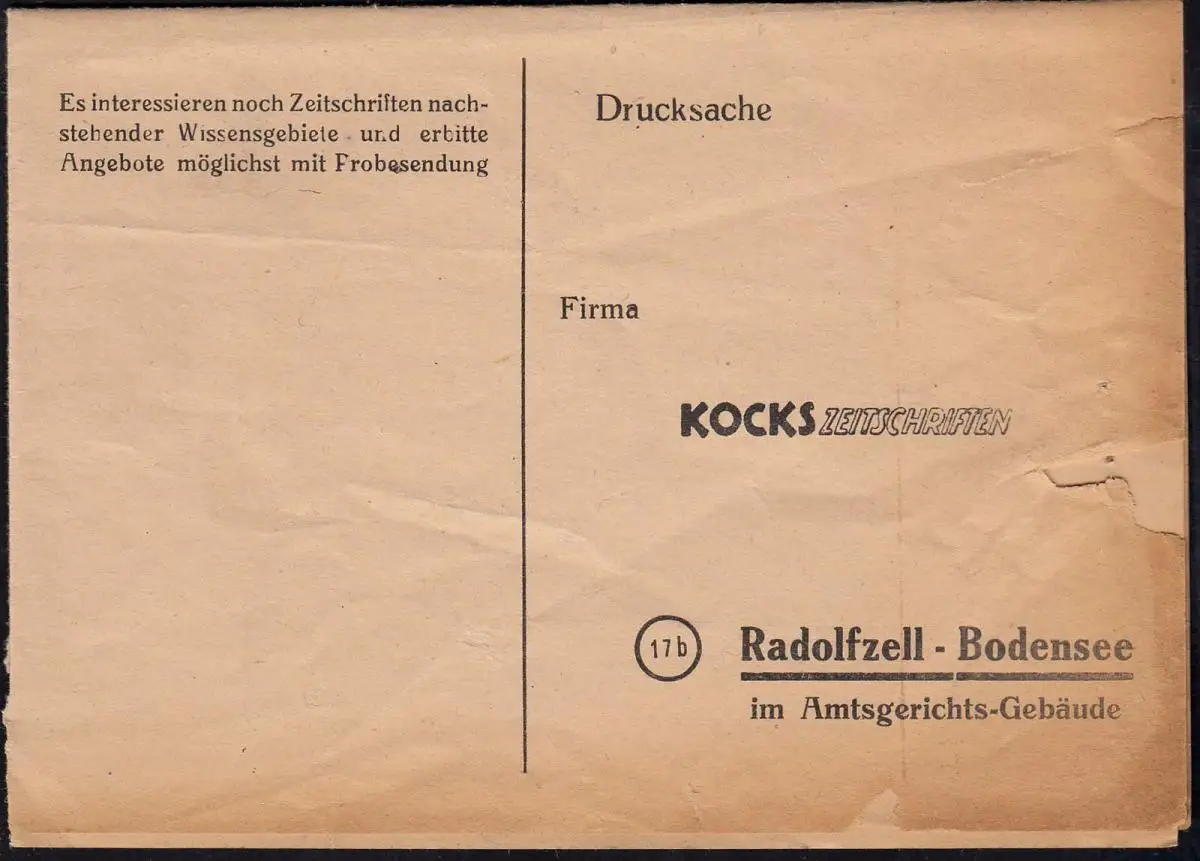 Es interessieren noch Zeitschriften nach-
stehender Wissensgebiete und erbitte
Angebote möglichst mit Probesendung
Drucksache
Firma
KOCKS ZEITSCHRIFTEN
17b Radolfzell - Bodensee
im Amtsgerichts-Gebäude